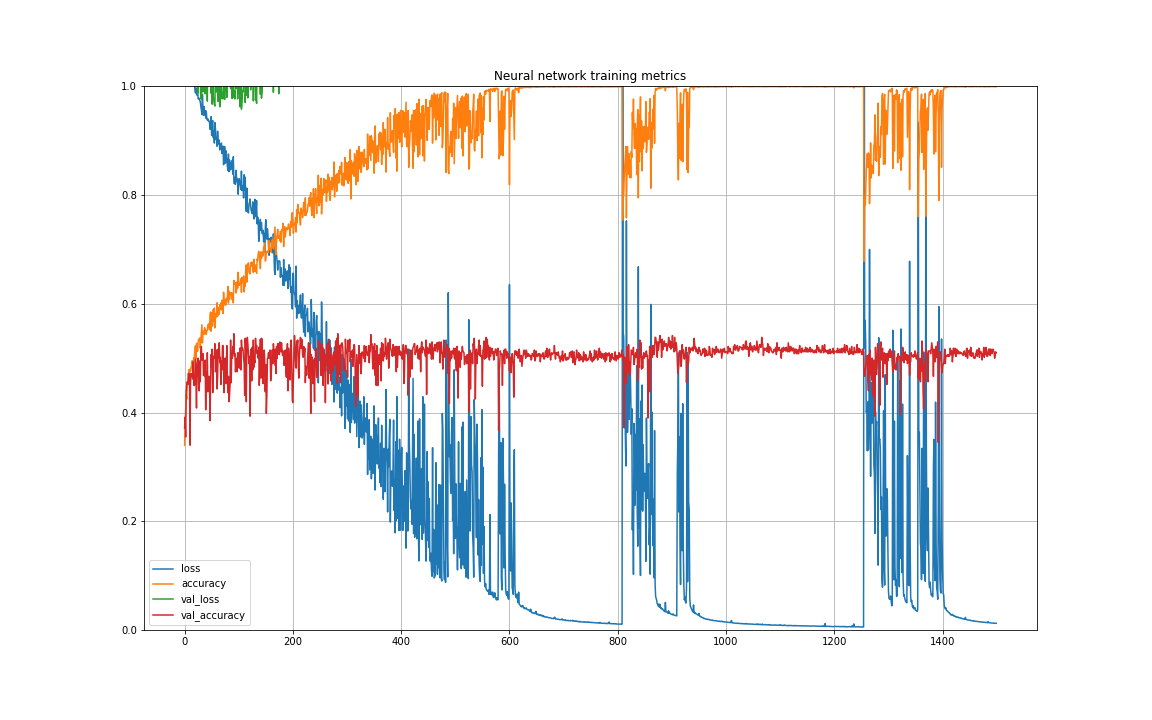 Neural network training metrics
1.0
0.8
0.6
0.4
0.2
0.0
loss
accuracy
val_loss
val_accuracy
0 200 400 600 800 1000 1200 1400